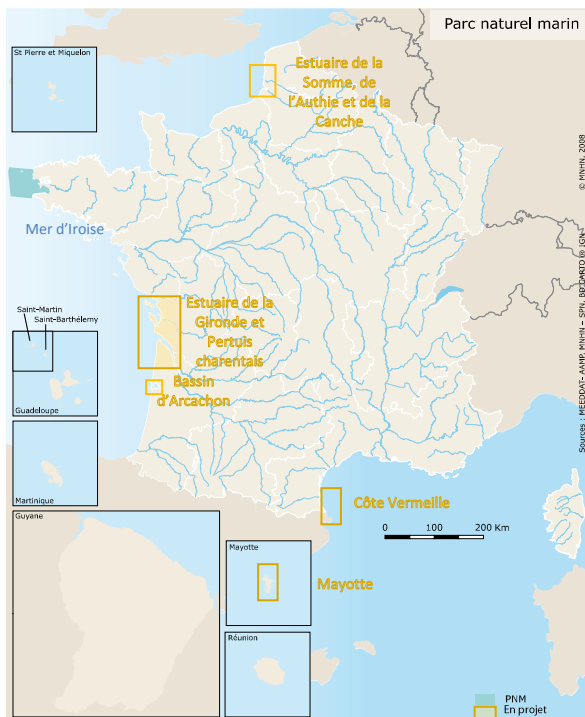 Parc naturel marin
St Pierre et Miquelon
Estuaire de la
Somme, de
l'Authie et de la
Canche
© MNHN, 2008
Mer d'Iroise
Saint-Martin
Saint-Barthélemy
Guadeloupe
Estuaire de la
Gironde et
Pertuis
charentais
Bassin
d'Arcachon
Martinique
Sources : MEEDDAT- AAMP, MNHN – SPN, BD CARTO @ IGN
Guyane
Côte Vermeille
0 100 200 Km
Mayotte
Mayotte
Réunion
PNM
En projet